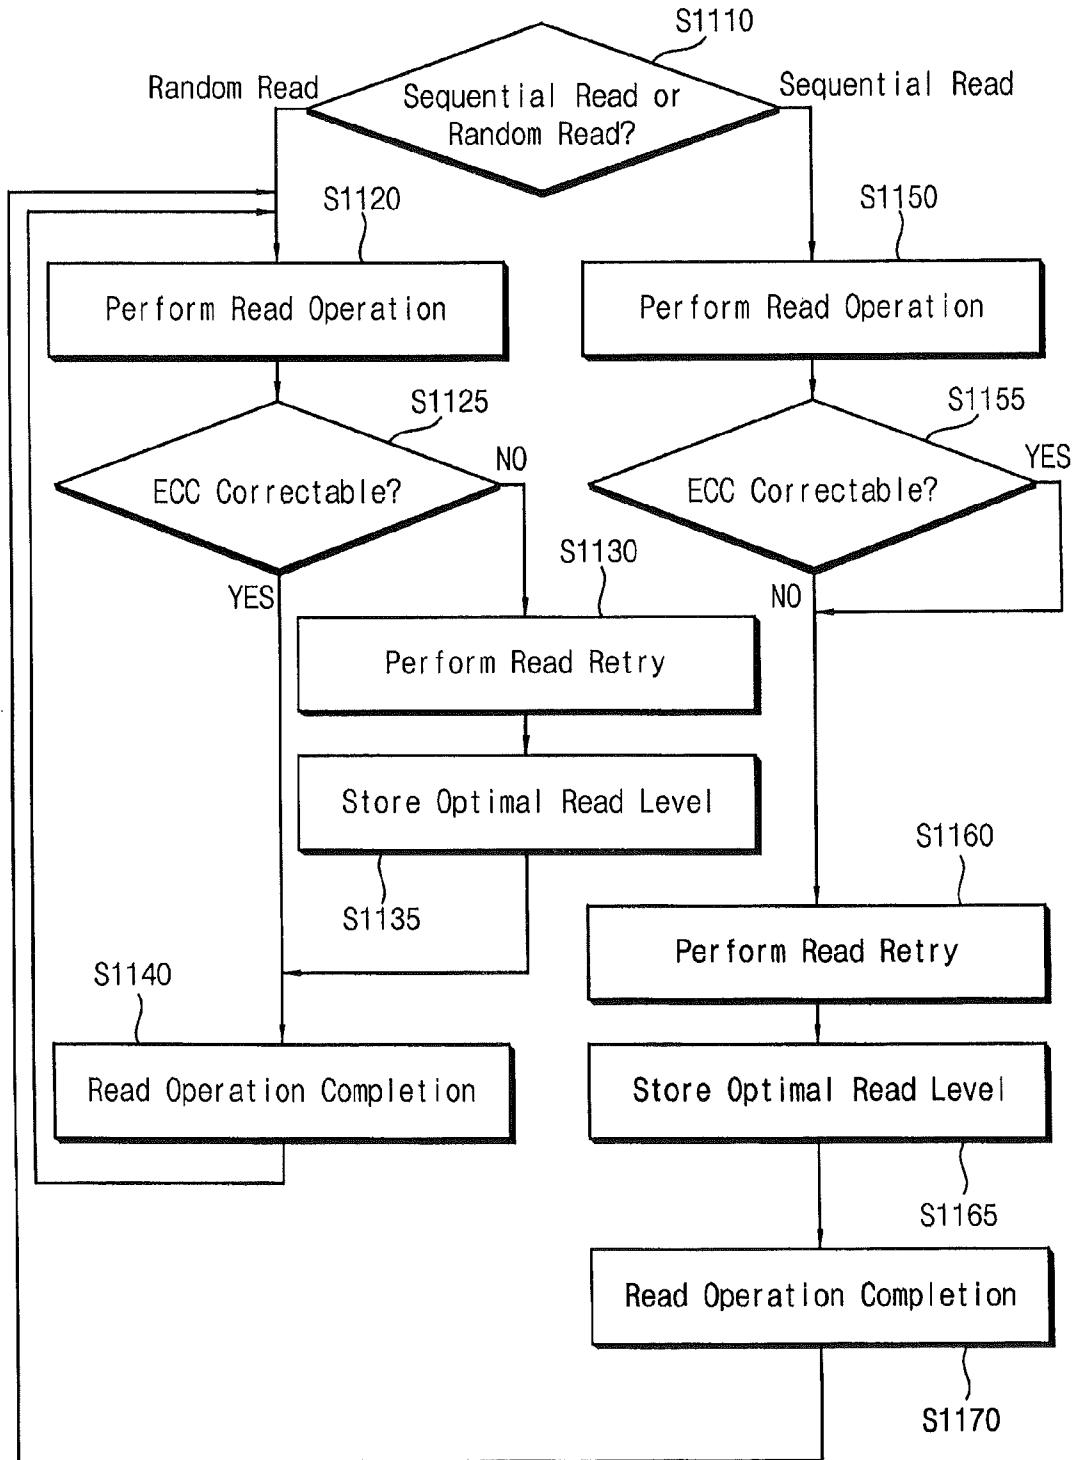 S1110
Random Read
Sequential Read or
Random Read?
Sequential Read
S1120
S1150
Perform Read Operation
Perform Read Operation
S1125
S1155
ECC Correctable?
NO
ECC Correctable?
YES
S1130
YES
NO
Perform Read Retry
Store Optimal Read Level
S1160
S1135
Perform Read Retry
S1140
Read Operation Completion
Store Optimal Read Level
S1165
Read Operation Completion
S1170